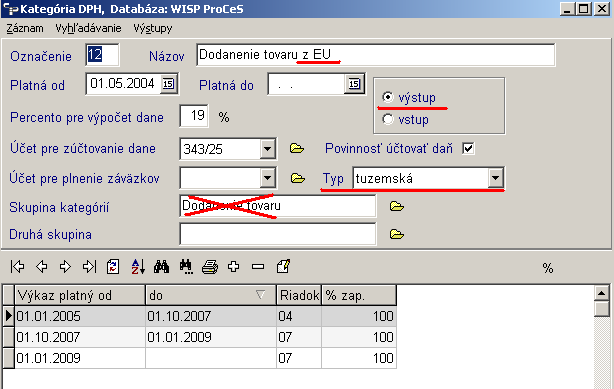 Kategória DPH, Databáza: WISP ProCeS
Záznam Vyhľadávanie Výstupy
Označenie 12 Názov Dodanenie tovaru z EU
Platná od 01.05.2004 15 Platná do . . 15
výstup
Percento pre výpočet dane 19 % vstup
Účet pre zúčtovanie dane 343/25 Povinnosť účtovať daň
Účet pre plnenie záväzkov Typ tuzemská
Skupina kategórií Dodanenie tovaru
Druhá skupina
%
Výkaz platný od do Riadok % zap.
01.01.2005 01.10.2007 04 100
01.10.2007 01.01.2009 07 100
01.01.2009 07 100